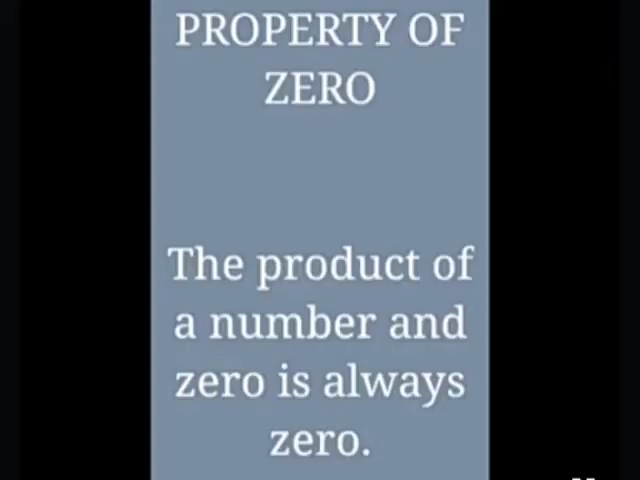 PROPERTY OF
ZERO
The product of
a number and
zero is always
zero.